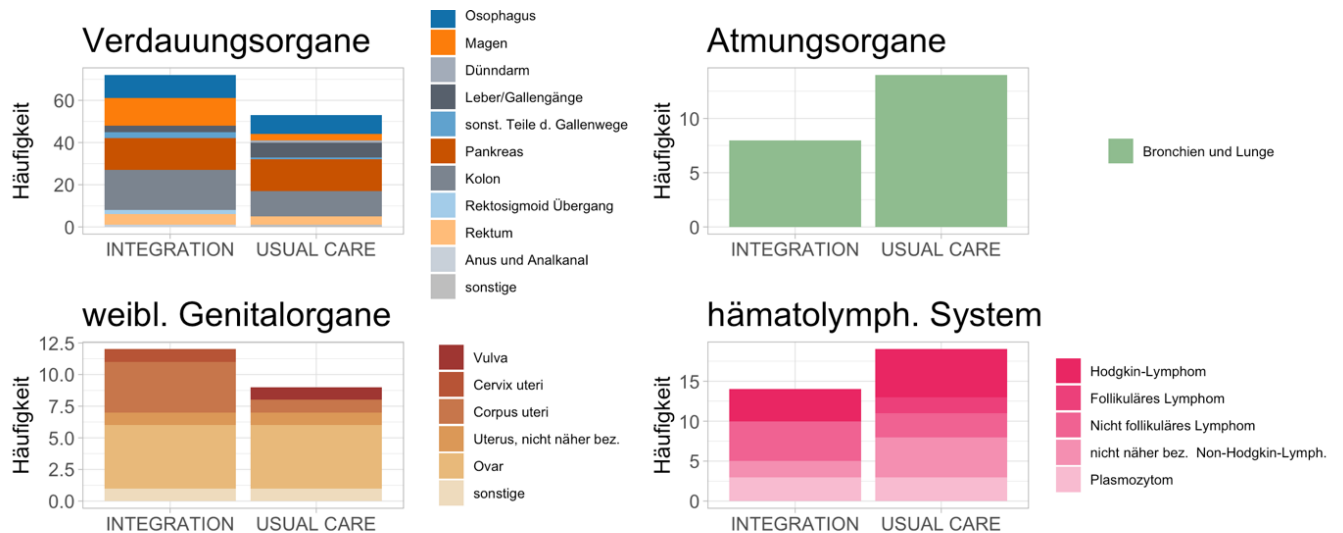 Verdauungsorgane
Häufigkeit
60
40
20
0
INTEGRATION USUAL CARE
Osophagus
Magen
Dünndarm
Leber/Gallengänge
sonst. Teile d. Gallenwege
Pankreas
Kolon
Rektosigmoid Übergang
Rektum
Anus und Analkanal
sonstige
Atmungsorgane
Häufigkeit
10
5
0
INTEGRATION USUAL CARE
Bronchien und Lunge
weibl. Genitalorgane
Häufigkeit
12.5
10.0
7.5
5.0
2.5
0.0
INTEGRATION USUAL CARE
Vulva
Cervix uteri
Corpus uteri
Uterus, nicht näher bez.
Ovar
sonstige
hämatolymph. System
Häufigkeit
15
10
5
0
INTEGRATION USUAL CARE
Hodgkin-Lymphom
Follikuläres Lymphom
Nicht follikuläres Lymphom
nicht näher bez. Non-Hodgkin-Lymph.
Plasmozytom